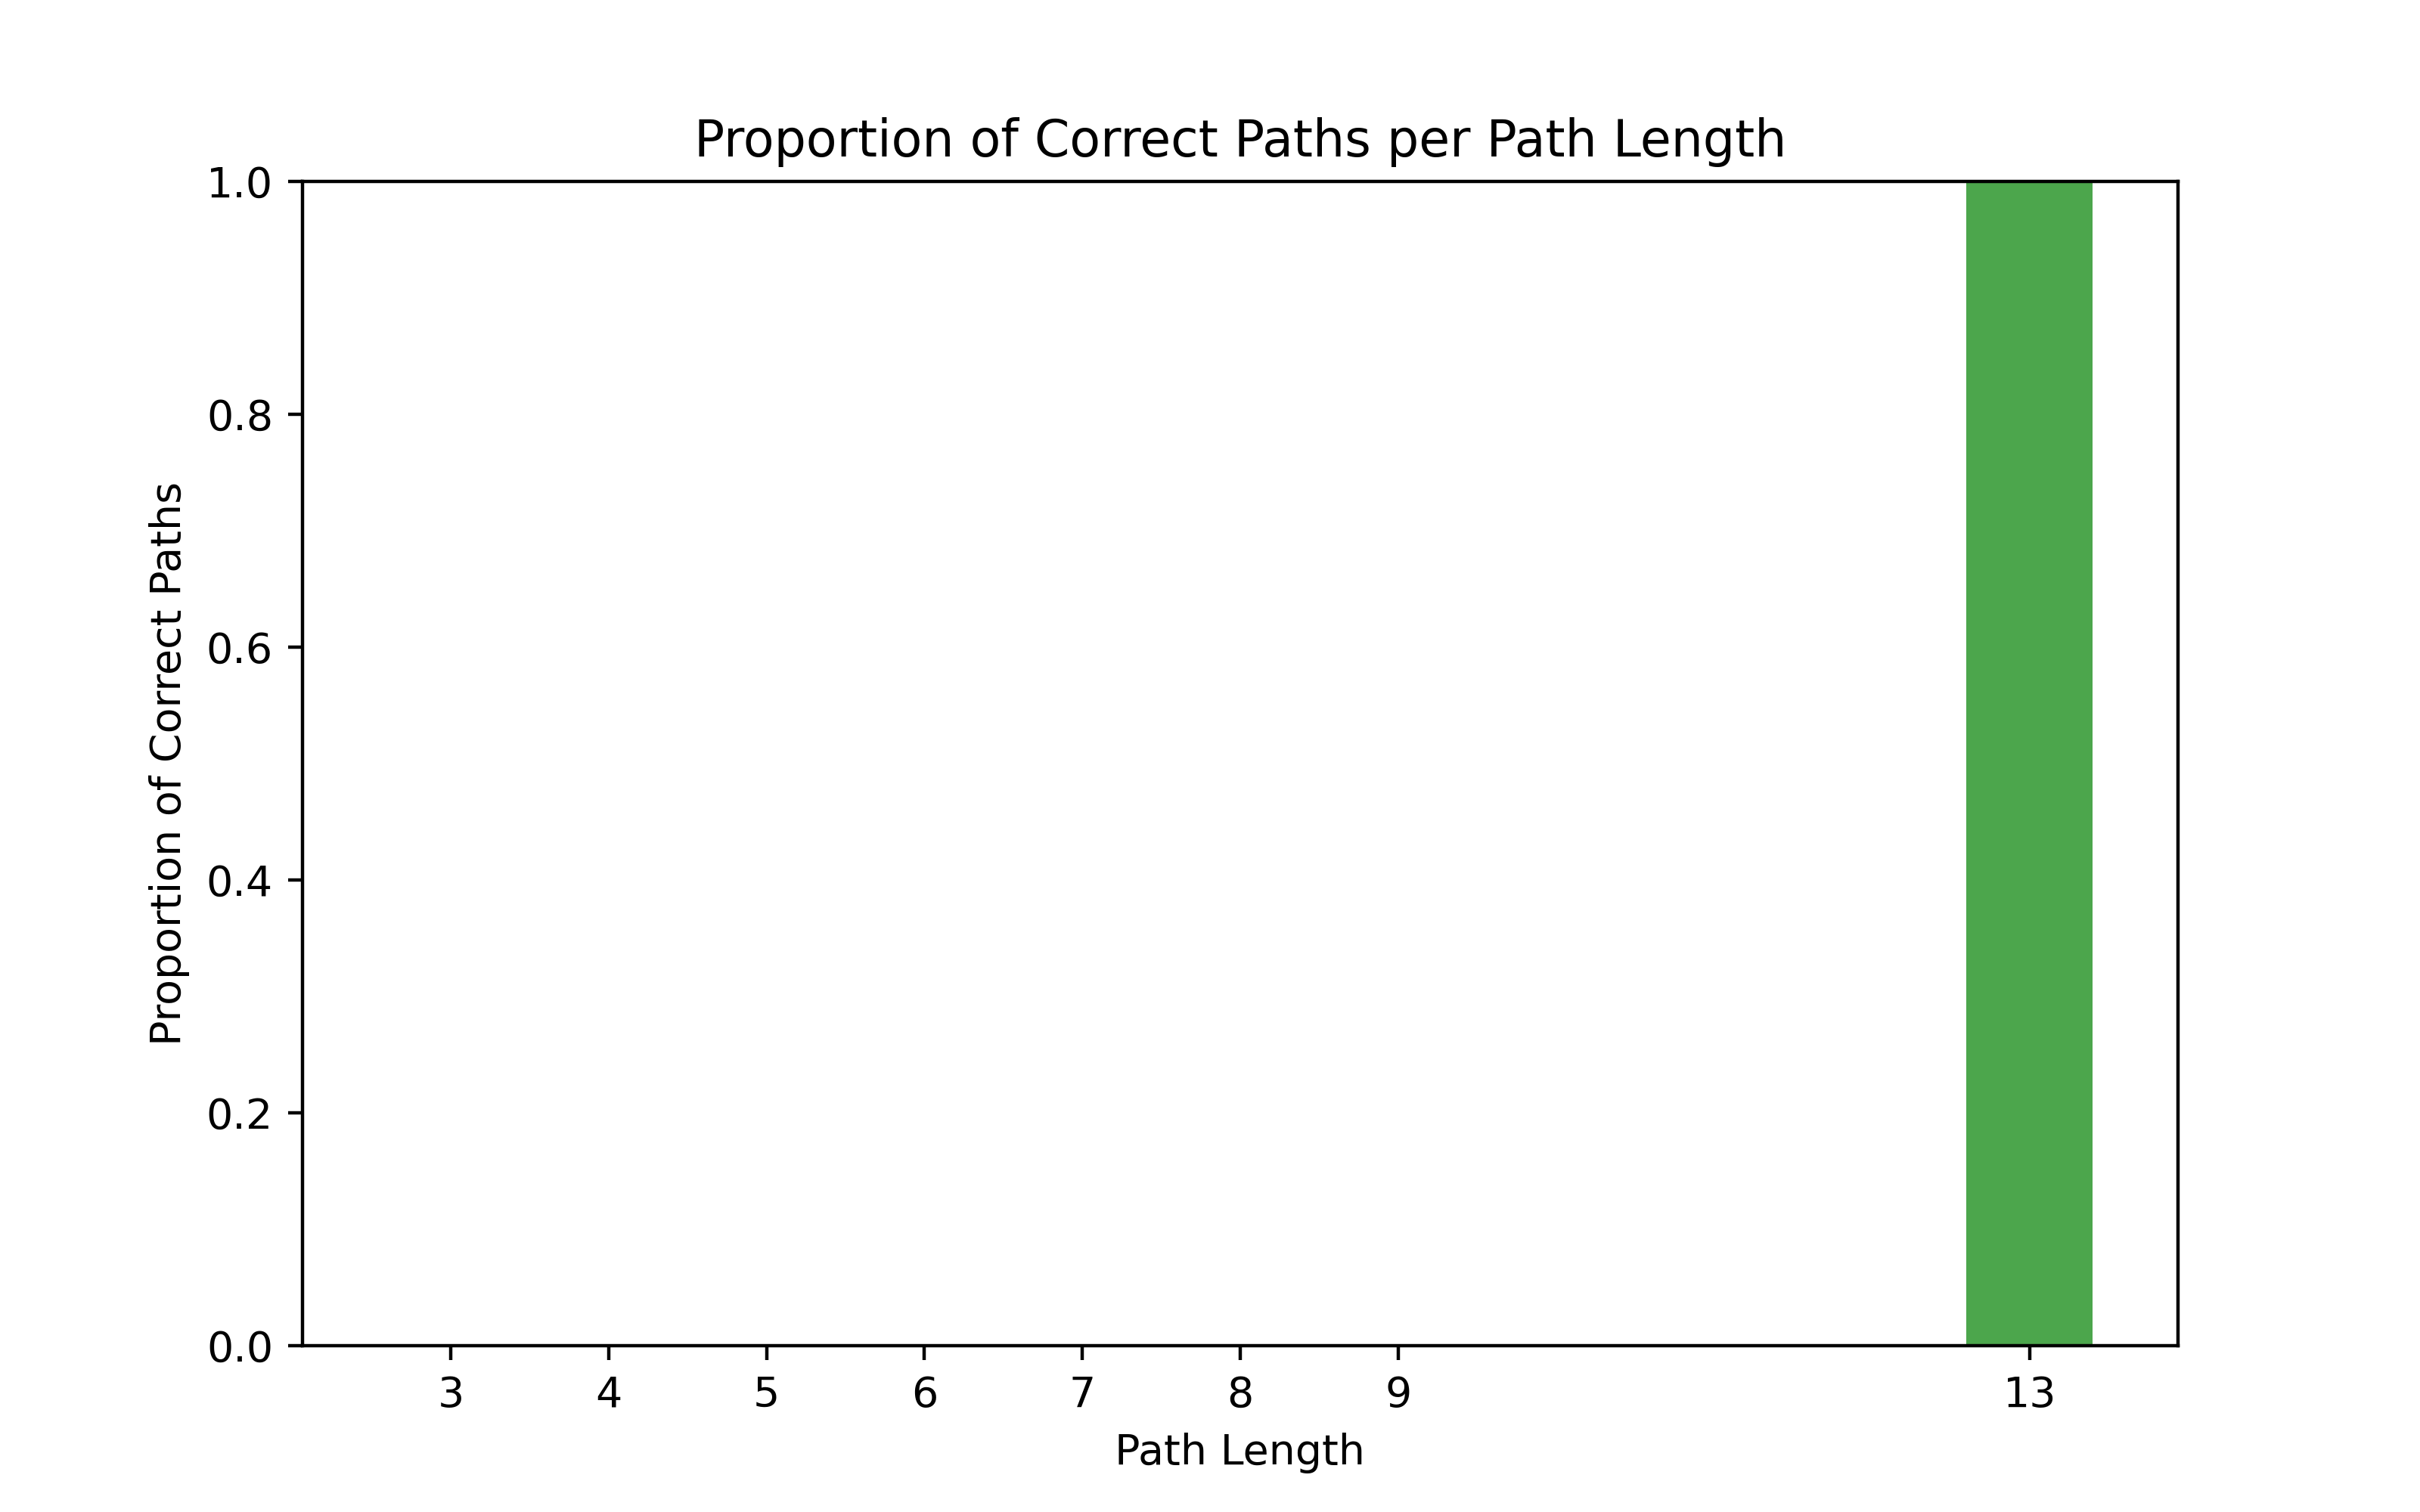 Proportion of Correct Paths per Path Length
1.0
0.8
0.6
0.4
0.2
0.0
Proportion of Correct Paths
3 4 5 6 7 8 9 13
Path Length